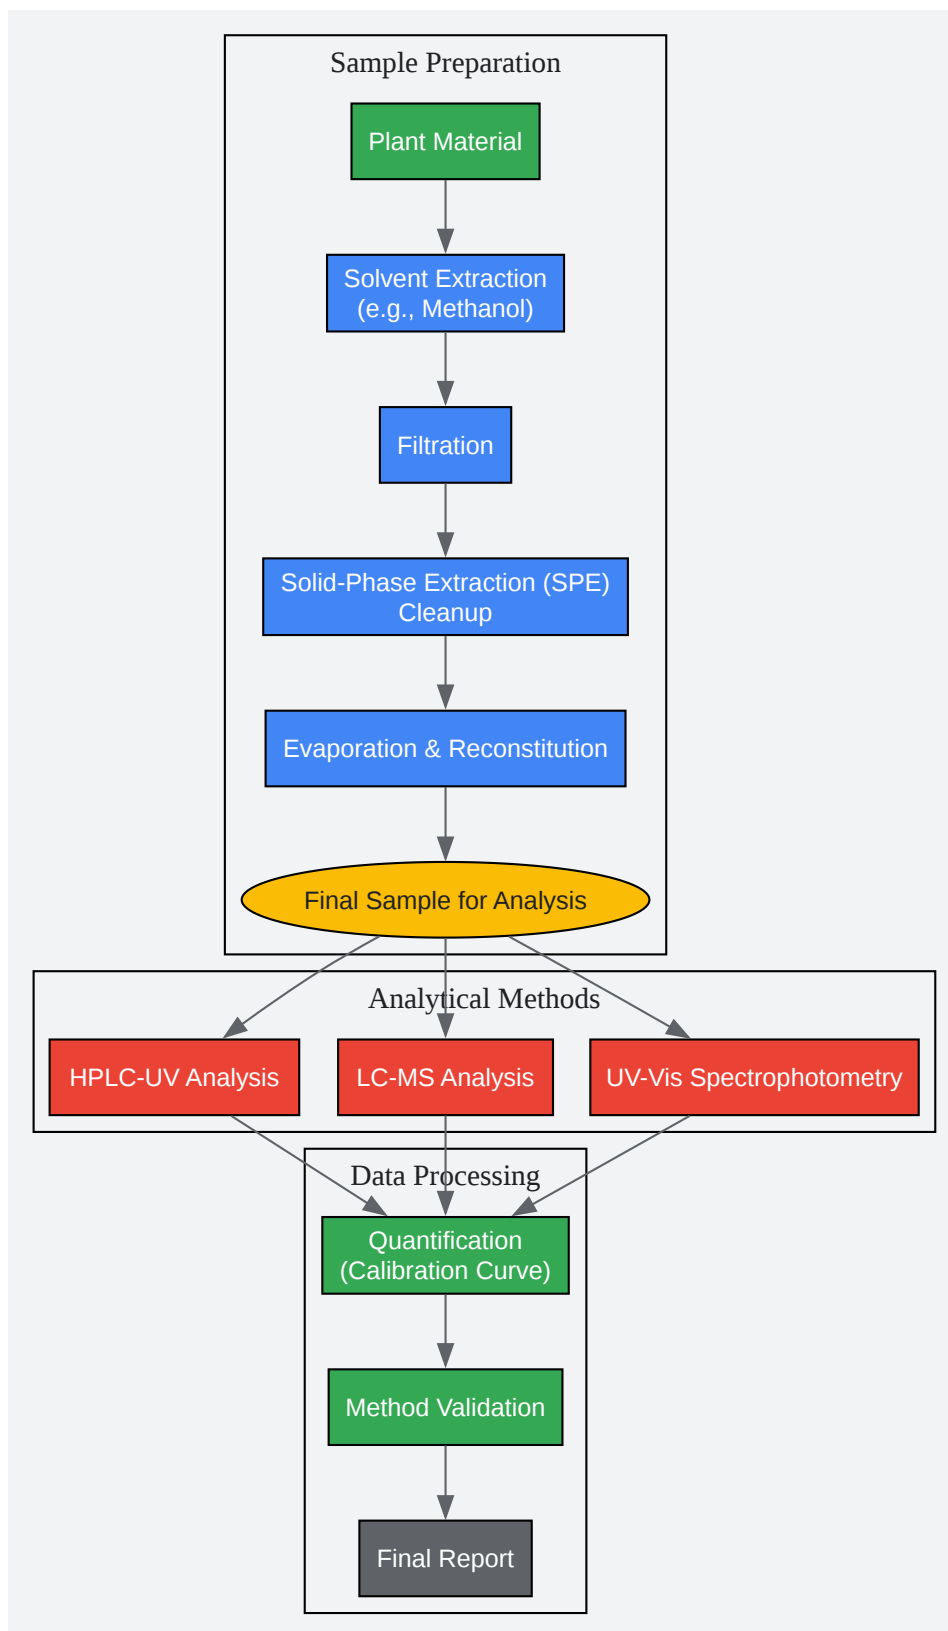 Sample Preparation
Plant Material
Solvent Extraction
(e.g., Methanol)
Filtration
Solid-Phase Extraction (SPE)
Cleanup
Evaporation & Reconstitution
Final Sample for Analysis
Analytical Methods
HPLC-UV Analysis
LC-MS Analysis
UV-Vis Spectrophotometry
Data Processing
Quantification
(Calibration Curve)
Method Validation
Final Report